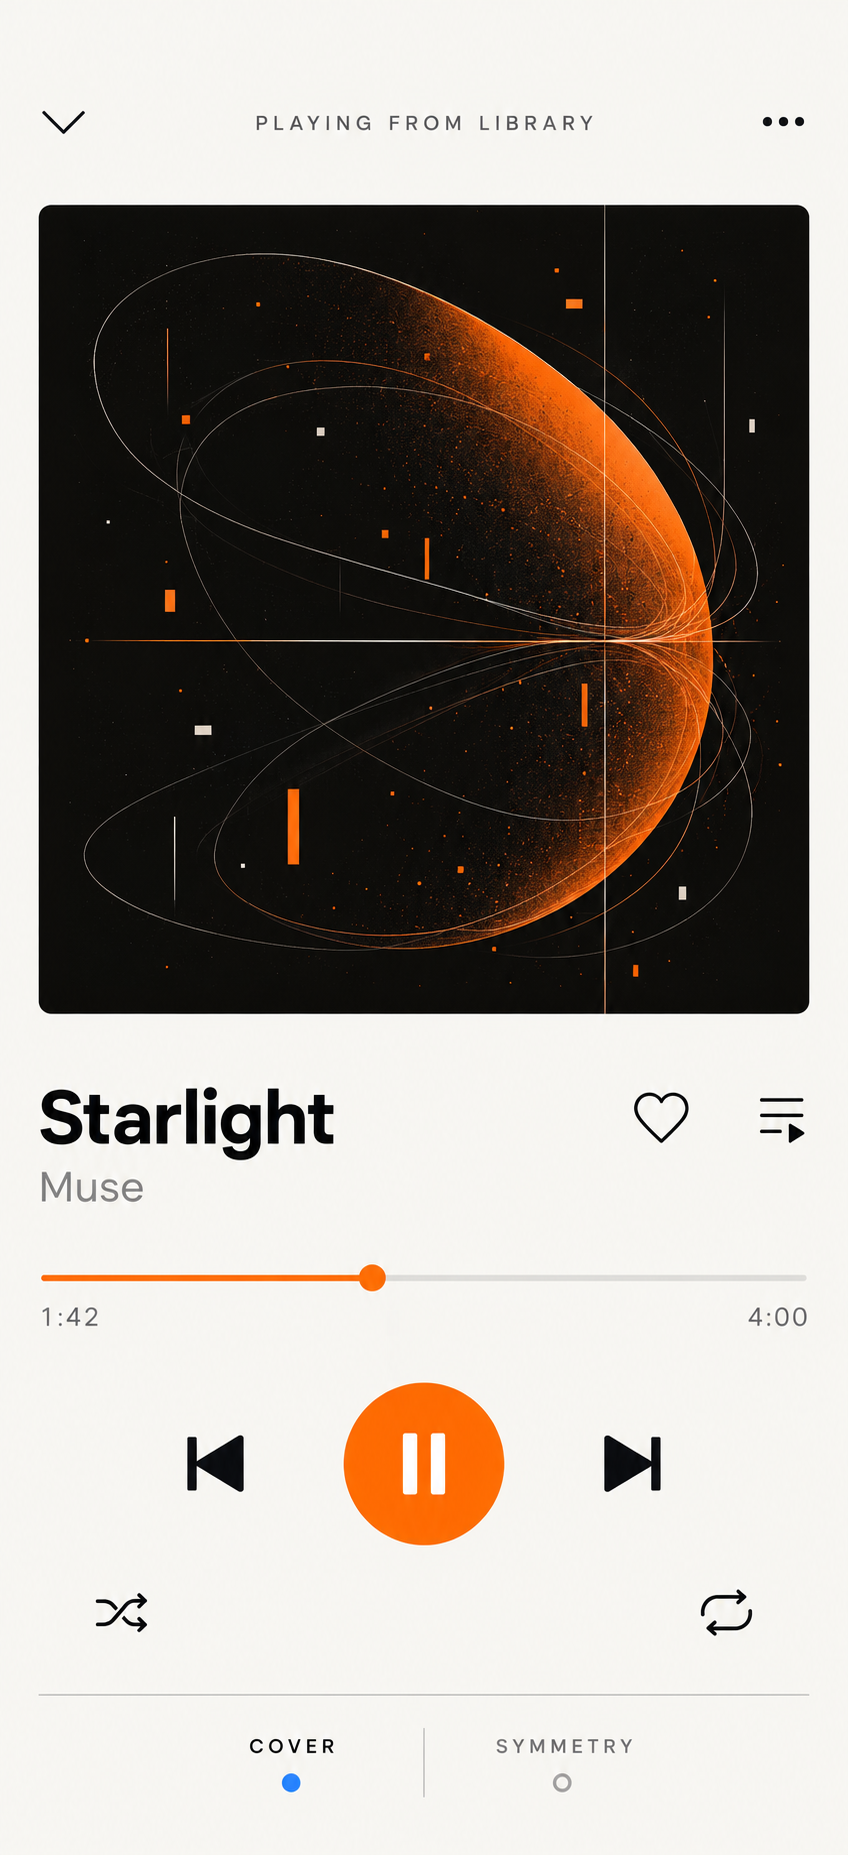 PLAYING FROM LIBRARY
Starlight
Muse
1:42 4:00
COVER SYMMETRY